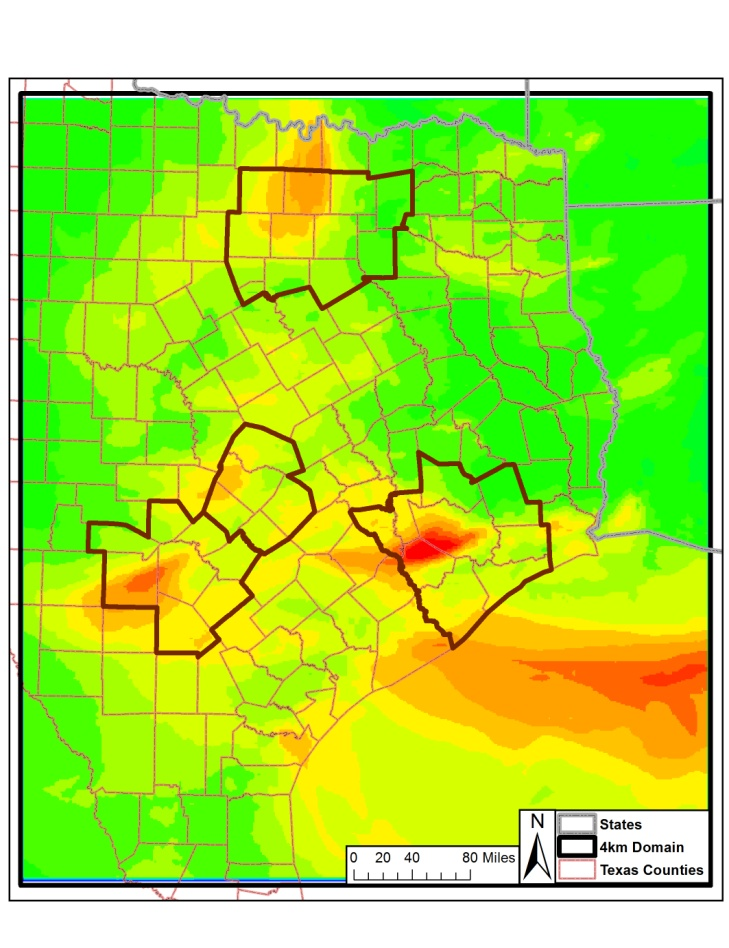 N
States
4km Domain
Texas Counties
0 20 40 80 Miles